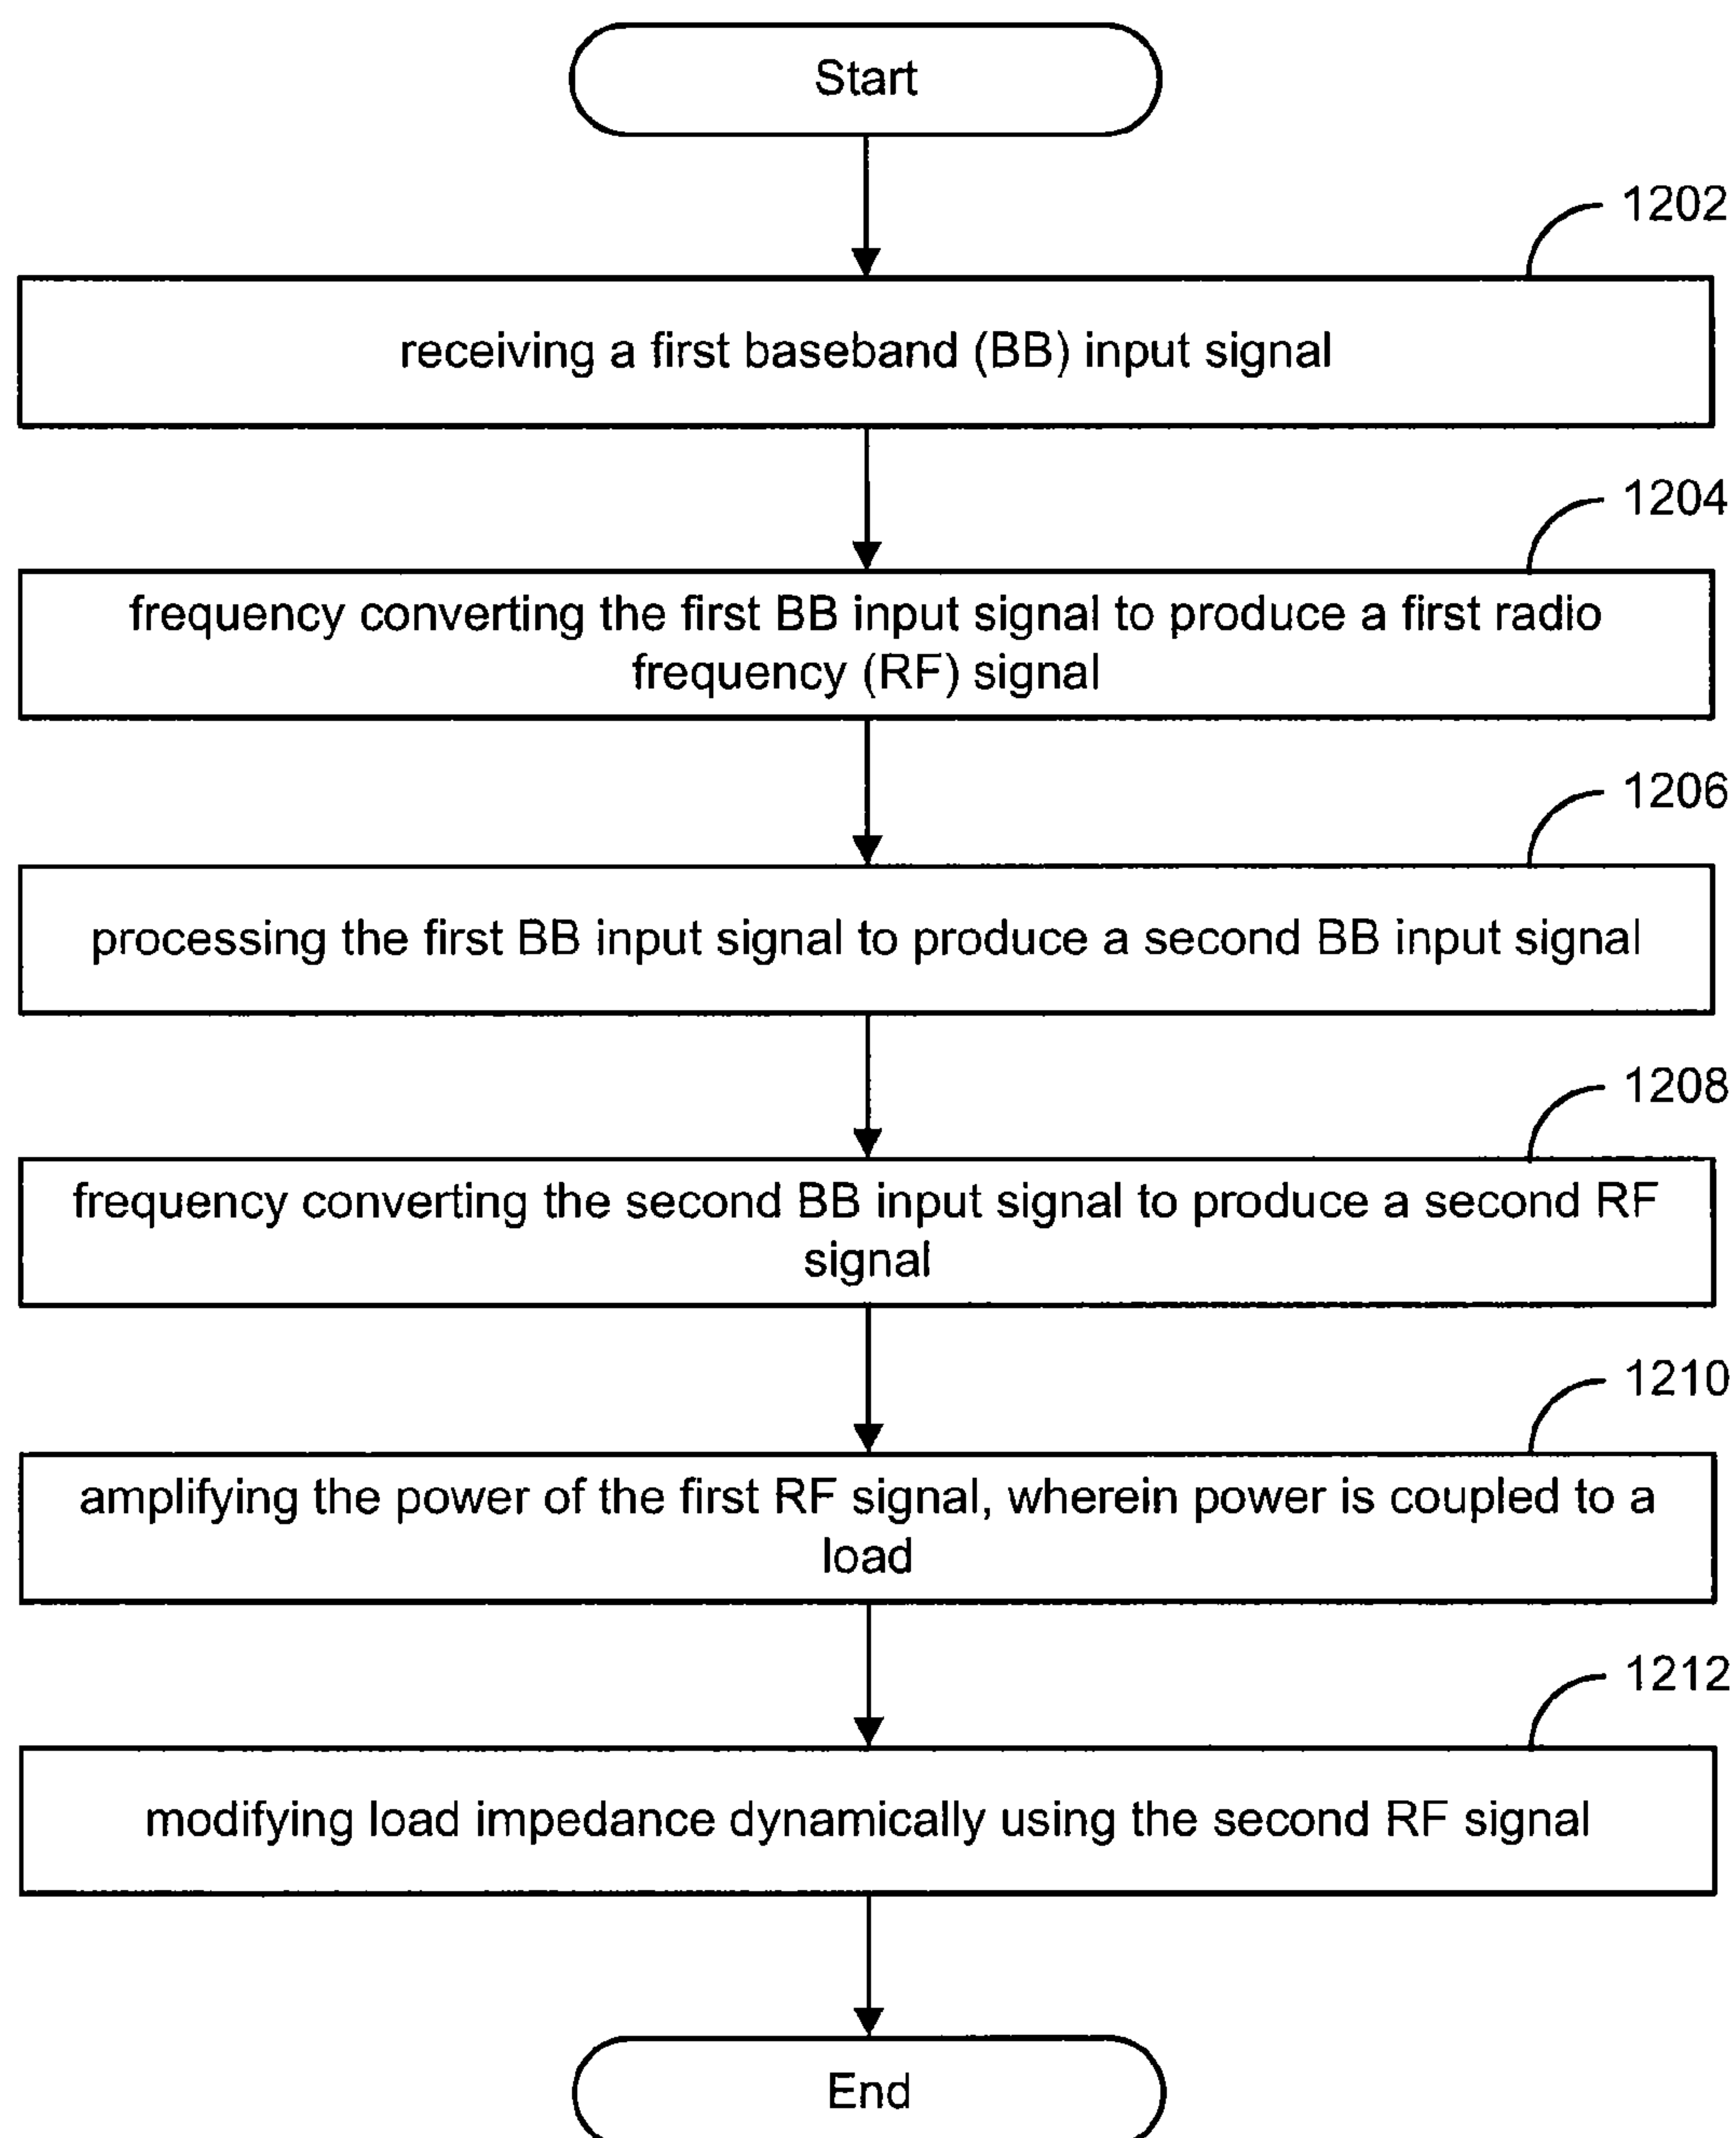 Start
1202
receiving a first baseband (BB) input signal
1204
frequency converting the first BB input signal to produce a first radio
frequency (RF) signal
1206
processing the first BB input signal to produce a second BB input signal
1208
frequency converting the second BB input signal to produce a second RF
signal
1210
amplifying the power of the first RF signal, wherein power is coupled to a
load
1212
modifying load impedance dynamically using the second RF signal
End